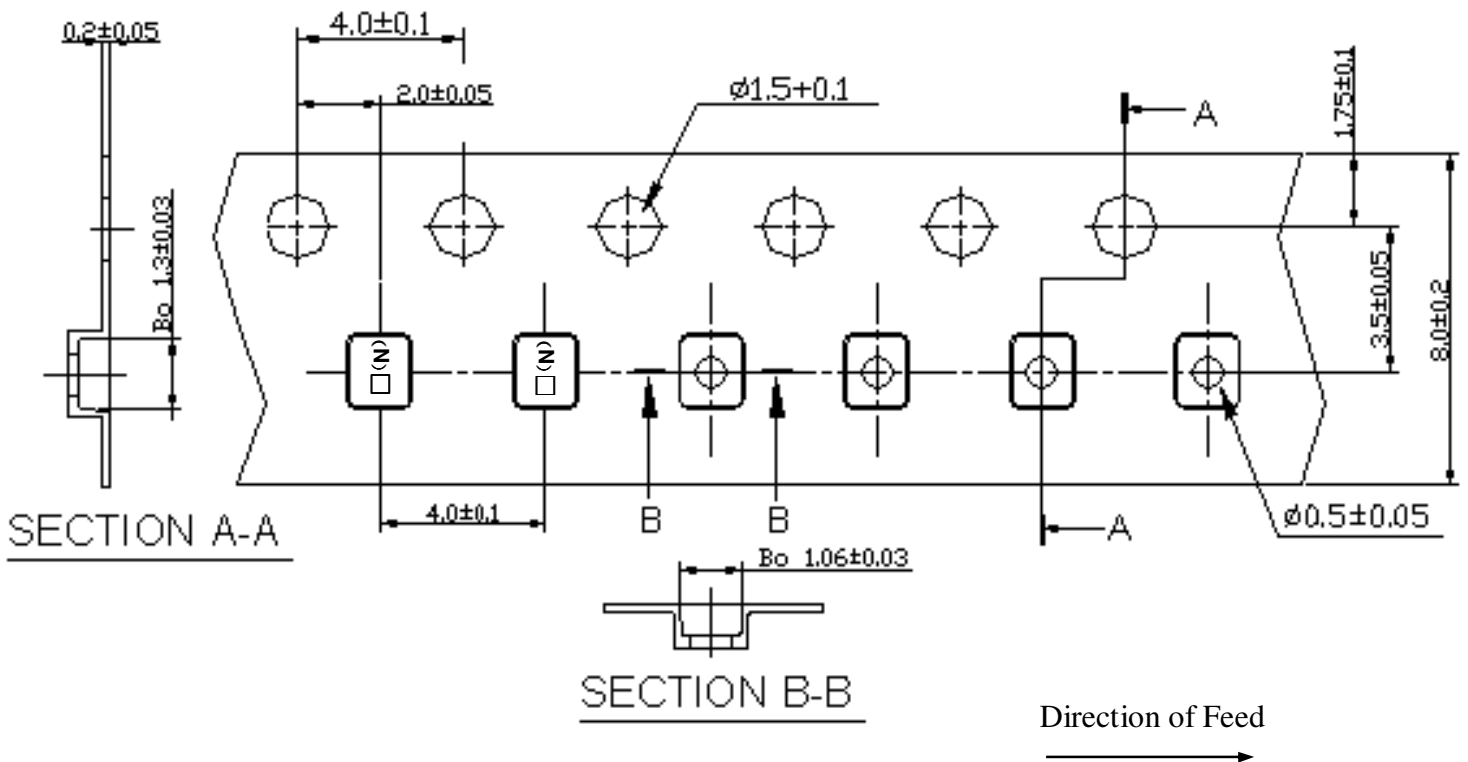 0.2±0.05
4.0±0.1
2.0±0.05
ø1.5+0.1
A
1.75±0.1
Bo 1.3±0.03
3.5±0.05
8.0±0.2
□(N)
□(N)
4.0±0.1
B
B
A
ø0.5±0.05
SECTION A-A
Bo 1.06±0.03
SECTION B-B
Direction of Feed